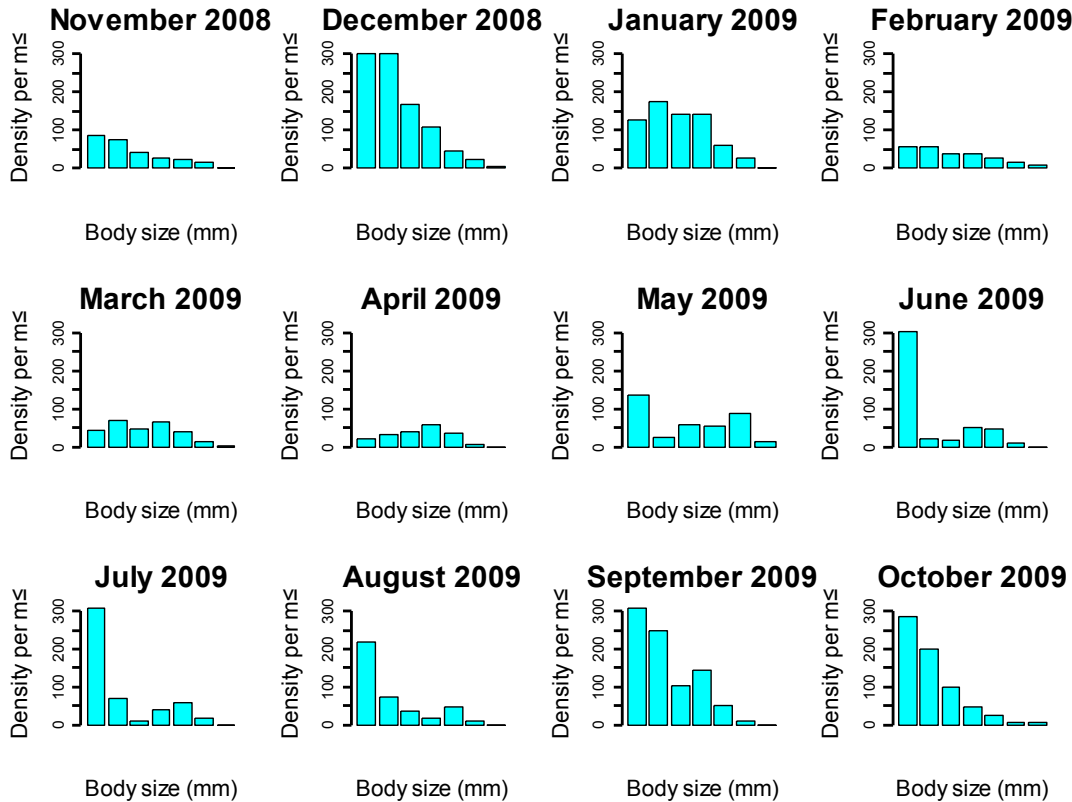 November 2008
Density per m≤
0 100 200 300
Body size (mm)
December 2008
Density per m≤
0 100 200 300
Body size (mm)
January 2009
Density per m≤
0 100 200 300
Body size (mm)
February 2009
Density per m≤
0 100 200 300
Body size (mm)
March 2009
Density per m≤
0 100 200 300
Body size (mm)
April 2009
Density per m≤
0 100 200 300
Body size (mm)
May 2009
Density per m≤
0 100 200 300
Body size (mm)
June 2009
Density per m≤
0 100 200 300
Body size (mm)
July 2009
Density per m≤
0 100 200 300
Body size (mm)
August 2009
Density per m≤
0 100 200 300
Body size (mm)
September 2009
Density per m≤
0 100 200 300
Body size (mm)
October 2009
Density per m≤
0 100 200 300
Body size (mm)